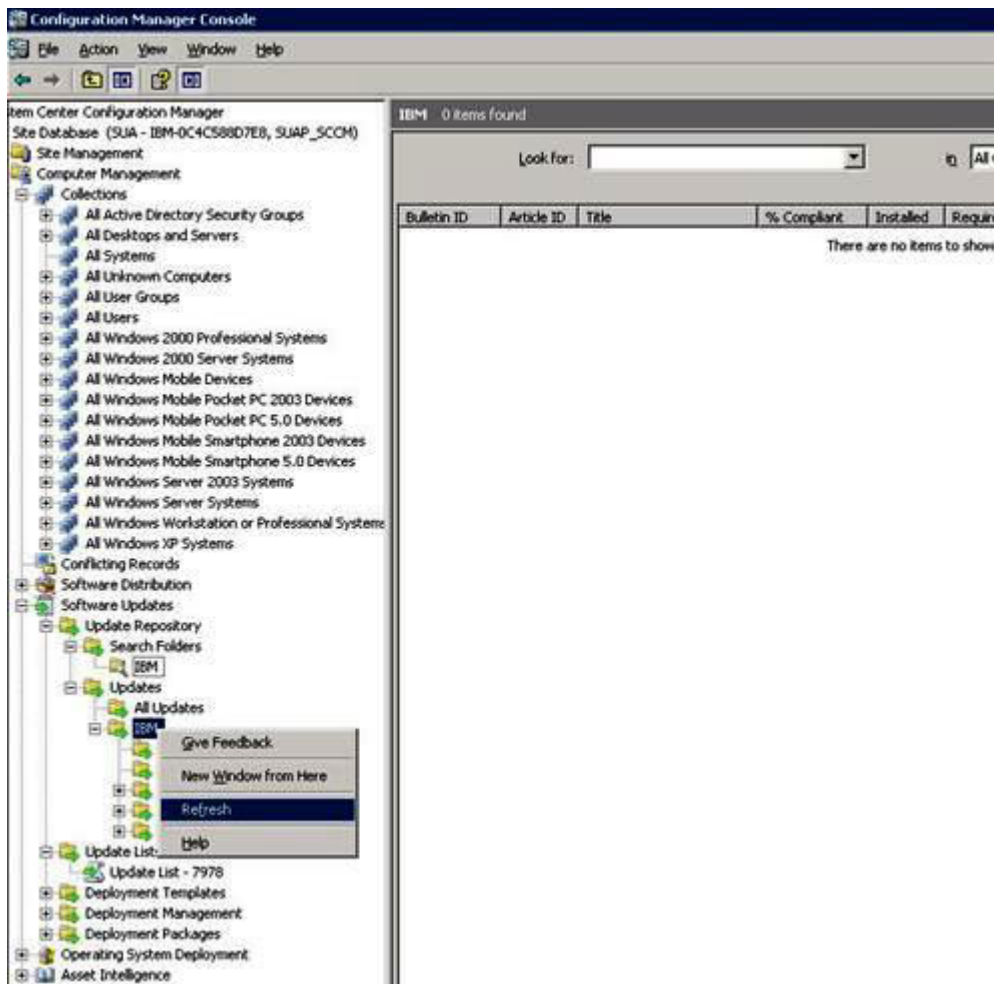 Configuration Manager Console
File Action View Window Help
tem Center Configuration Manager
Site Database (SUA - IBM-0C4C588D7E8, SUAP_SCCM)
Site Management
Computer Management
Collections
All Active Directory Security Groups
All Desktops and Servers
All Systems
All Unknown Computers
All User Groups
All Users
All Windows 2000 Professional Systems
All Windows 2000 Server Systems
All Windows Mobile Devices
All Windows Mobile Pocket PC 2003 Devices
All Windows Mobile Pocket PC 5.0 Devices
All Windows Mobile Smartphone 2003 Devices
All Windows Mobile Smartphone 5.0 Devices
All Windows Server 2003 Systems
All Windows Server Systems
All Windows Workstation or Professional Systems
All Windows XP Systems
Conflicting Records
Software Distribution
Software Updates
Update Repository
Search Folders
IBM
Updates
All Updates
IBM
Give Feedback
New Window from Here
Refresh
Help
Update List
Update List - 7978
Deployment Templates
Deployment Management
Deployment Packages
Operating System Deployment
Asset Intelligence
IBM 0 items found
Look for: in All
Bulletin ID Article ID Title % Compliant Installed Requir
There are no items to show